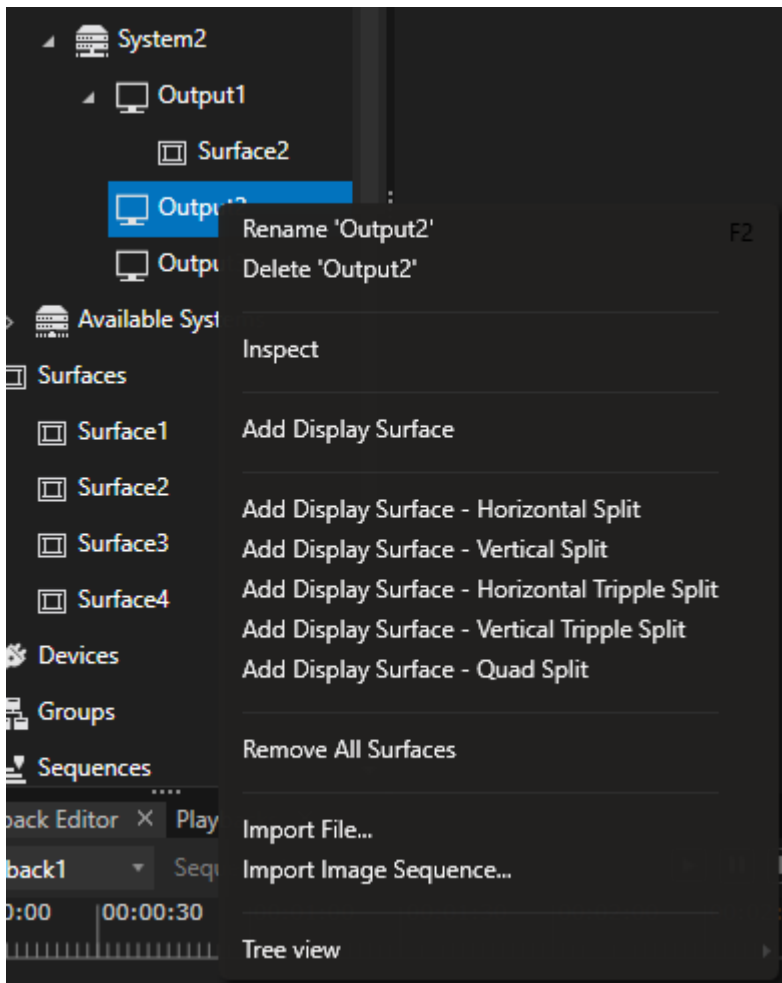 System2
Output1
Surface2
Rename 'Output2'
F2
Delete 'Output2'
Available
Inspect
Surfaces
Surface1
Add Display Surface
Surface2
Add Display Surface - Horizontal Split
Surface3
Add Display Surface - Vertical Split
Surface4
Add Display Surface - Horizontal Tripple Split
Add Display Surface - Vertical Tripple Split
Devices
Add Display Surface - Quad Split
Groups
Remove All Surfaces
Sequences
Editor × Play
Import File...
Import Image Sequence...
00:00:30
Tree view